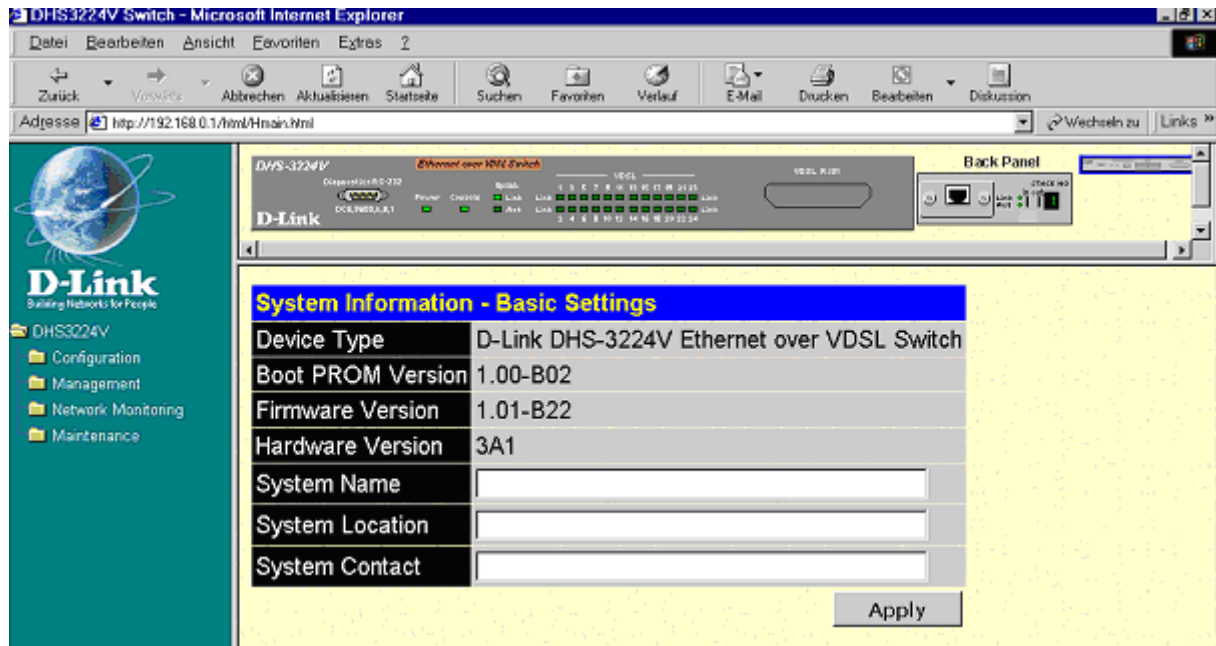 DHS3224V Switch - Microsoft Internet Explorer
Datei Bearbeiten Ansicht Favoriten Extras ?
Zurück Vorwärts Abbrechen Aktualisieren Startseite Suchen Favoriten Verlauf E-Mail Drucken Bearbeiten Diskussion
Adresse http://192.168.0.1/html/Hmain.html Wechseln zu Links »
DHS-3224V Ethernet over VDSL Switch
VDSL
Back Panel
Power Console
Link
D-Link
D-Link
Building Networks for People
DHS3224V
Configuration
Management
Network Monitoring
Maintenance
System Information - Basic Settings
Device Type D-Link DHS-3224V Ethernet over VDSL Switch
Boot PROM Version 1.00-B02
Firmware Version 1.01-B22
Hardware Version 3A1
System Name
System Location
System Contact
Apply